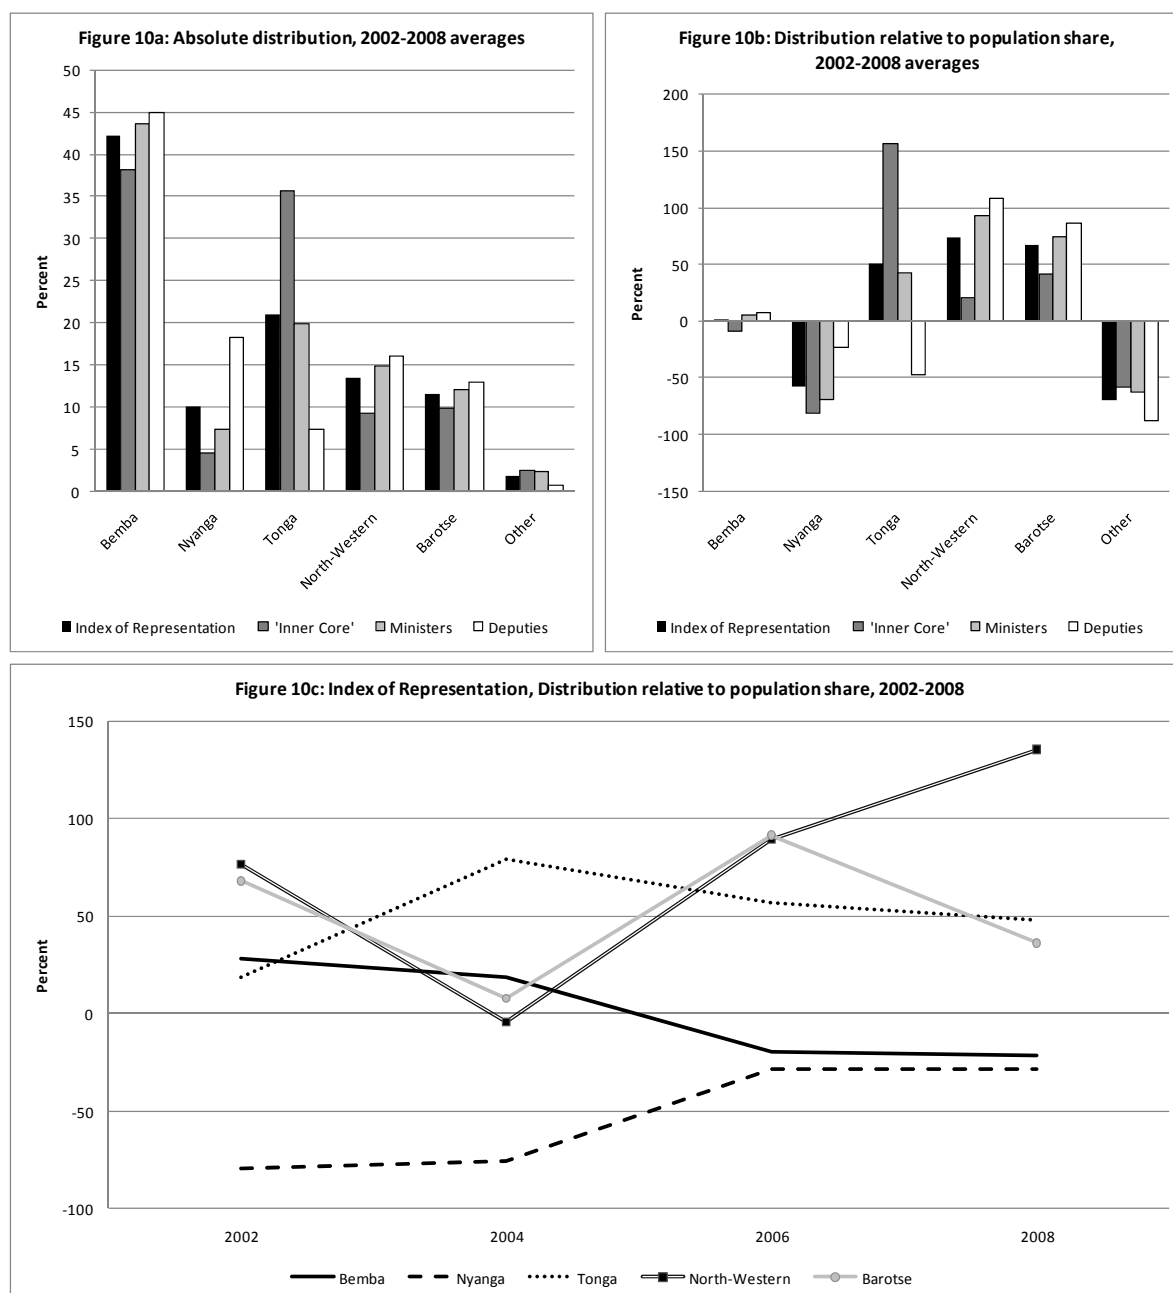 Figure 10a: Absolute distribution, 2002-2008 averages
50
45
40
35
30
25
20
15
10
5
0
Percent
Bemba
Nyanga
Tonga
North-Western
Barotse
Other
Index of Representation
'Inner Core'
Ministers
Deputies
Figure 10b: Distribution relative to population share,
2002-2008 averages
200
150
100
50
0
-50
-100
-150
Percent
Bemba
Nyanga
Tonga
North-Western
Barotse
Other
Index of Representation
'Inner Core'
Ministers
Deputies
Figure 10c: Index of Representation, Distribution relative to population share, 2002-2008
150
100
50
0
-50
-100
Percent
2002
2004
2006
2008
Bemba
Nyanga
Tonga
North-Western
Barotse